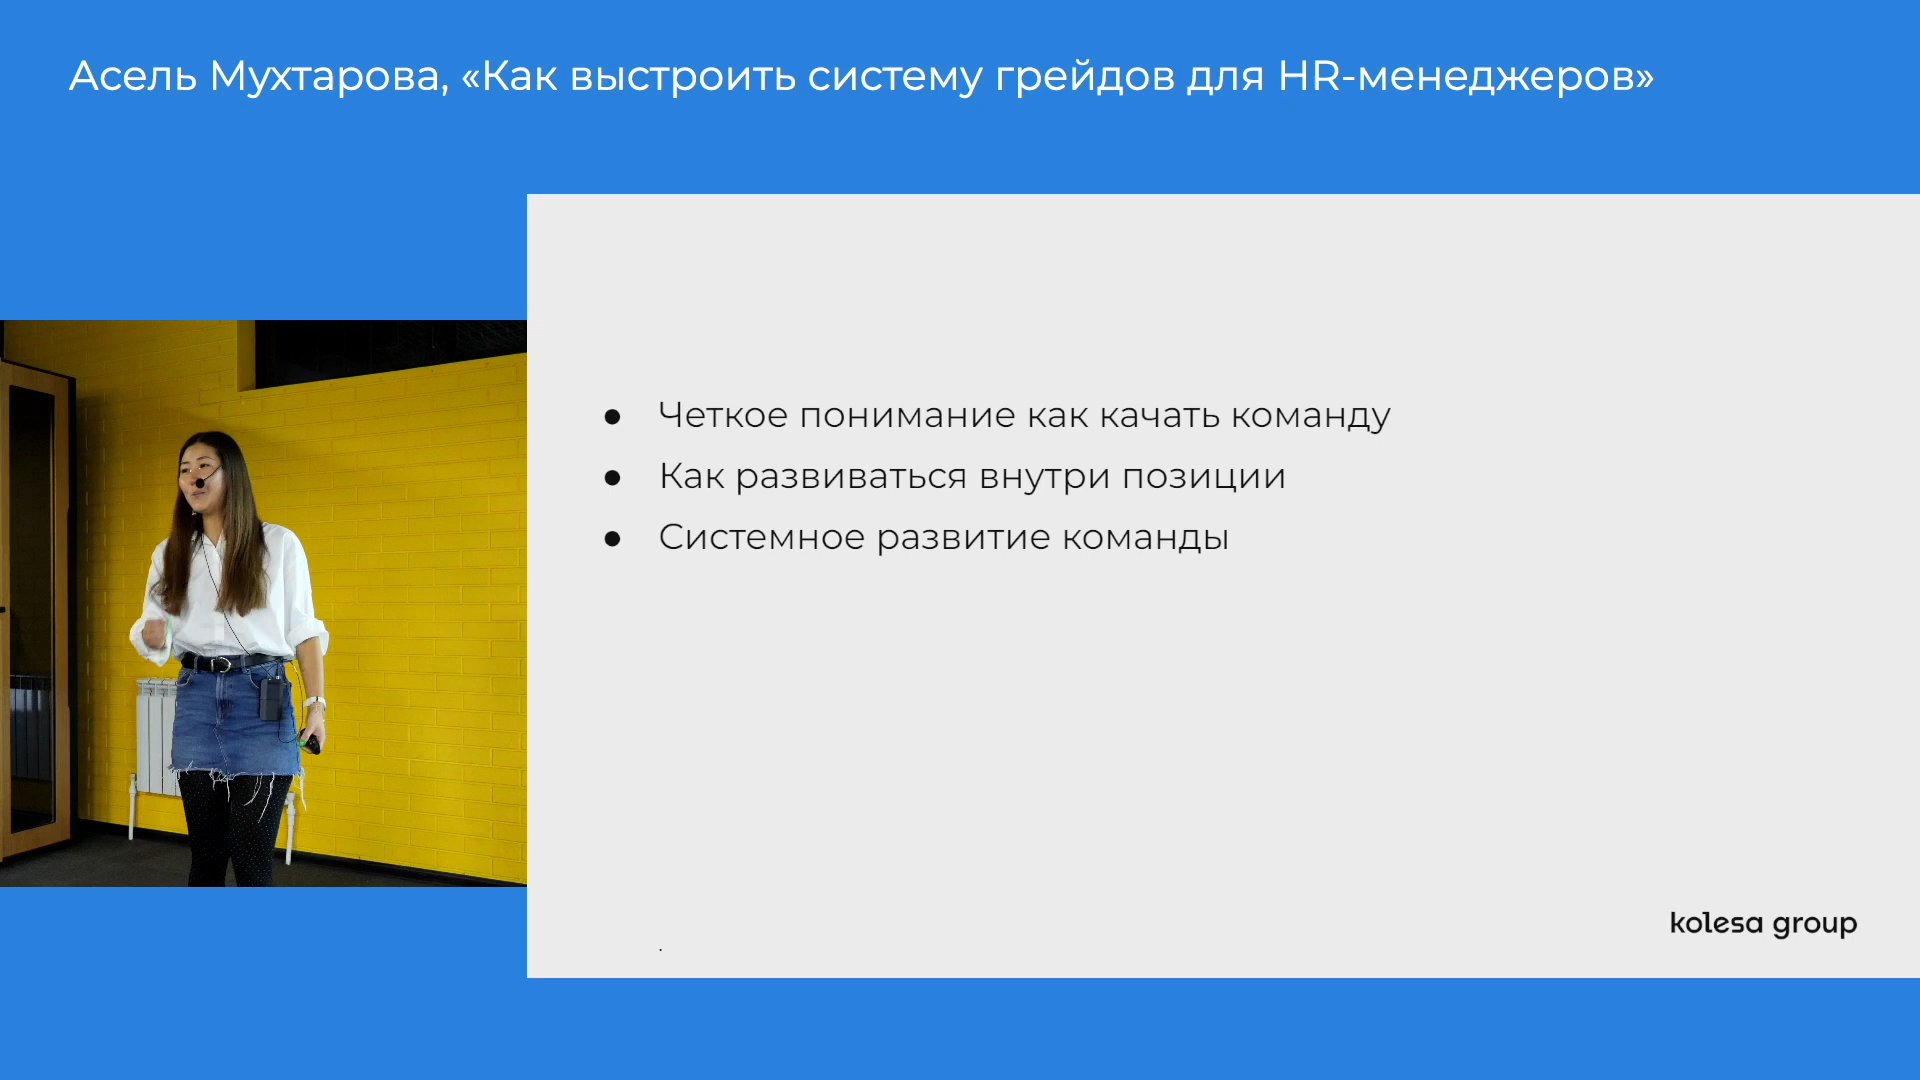 Асель Мухтарова, «Как выстроить систему грейдов для HR-менеджеров»
● Четкое понимание как качать команду
● Как развиваться внутри позиции
● Системное развитие команды
kolesa group
.